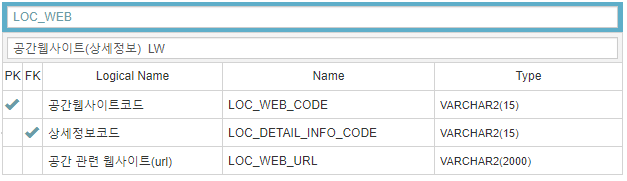 LOC_WEB
공간웹사이트(상세정보) LW
PK FK Logical Name Name Type
공간웹사이트코드 LOC_WEB_CODE VARCHAR2(15)
상세정보코드 LOC_DETAIL_INFO_CODE VARCHAR2(15)
공간 관련 웹사이트(url) LOC_WEB_URL VARCHAR2(2000)